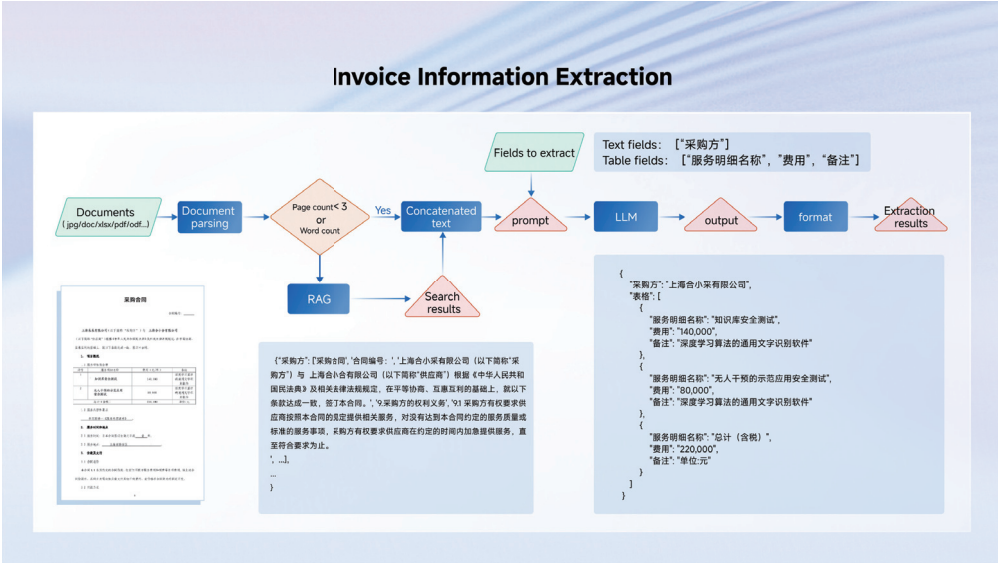 Invoice Information Extraction
Fields to extract
Text fields: ["采购方"]
Table fields: ["服务明细名称", "费用", "备注"]
Documents
( jpg/doc/xlsx/pdf/odf...)
Document
parsing
Page count< 3
or
Word count
Yes
Concatenated
text
prompt
LLM
output
format
Extraction
results
RAG
Search
results
采购合同
{"采购方": ['采购合同', '合同编号: ', '上海合小采有限公司（以下简称"采
购方"）与 上海合小合有限公司（以下简称"供应商"）根据《中华人民共和
国民法典》及相关法律规规定，在平等协商、互惠互利的基础上，就以下
条款达成一致，签了本合同。', '9.采购方的权利义务', '9.1 采购方有权要求供
应商按照本合同的见定提供相关服务，对没有达到本合同约定的服务质量或
标准的服务事项，采购方有权要求供应商在约定的时间内加急提供服务，直
至符合要求为止。
', ...],
...
}
{
"采购方": "上海合小采有限公司",
"表格": [
{
"服务明细名称": "知识库安全测试",
"费用": "140,000",
"备注": "深度学习算法的通用文字识别软件"
},
{
"服务明细名称": "无人干预的示范应用安全测试",
"费用": "80,000",
"备注": "深度学习算法的通用文字识别软件"
},
{
"服务明细名称": "总计（含税）",
"费用": "220,000",
"备注": "单位:元"
}
]
}